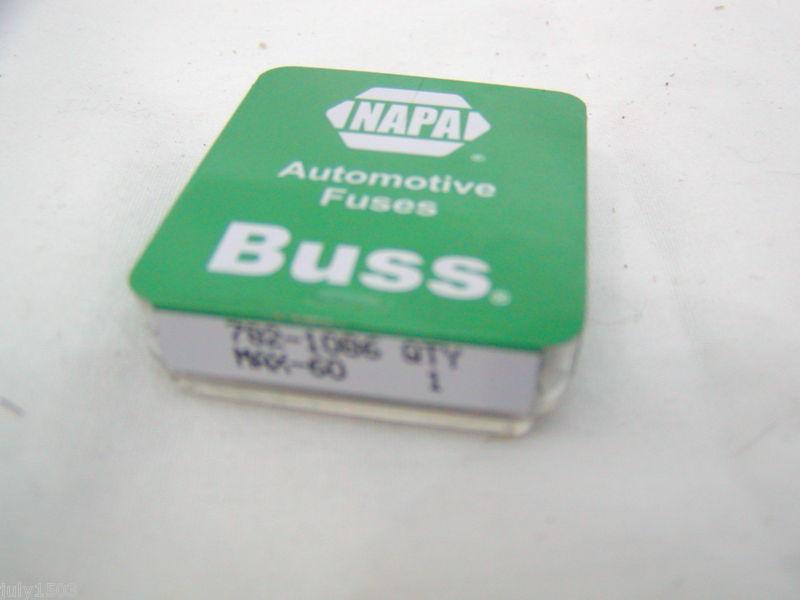 NAPA ®
Automotive
Fuses
Buss®
782-1086 QTY
MAX-60 1
july1503